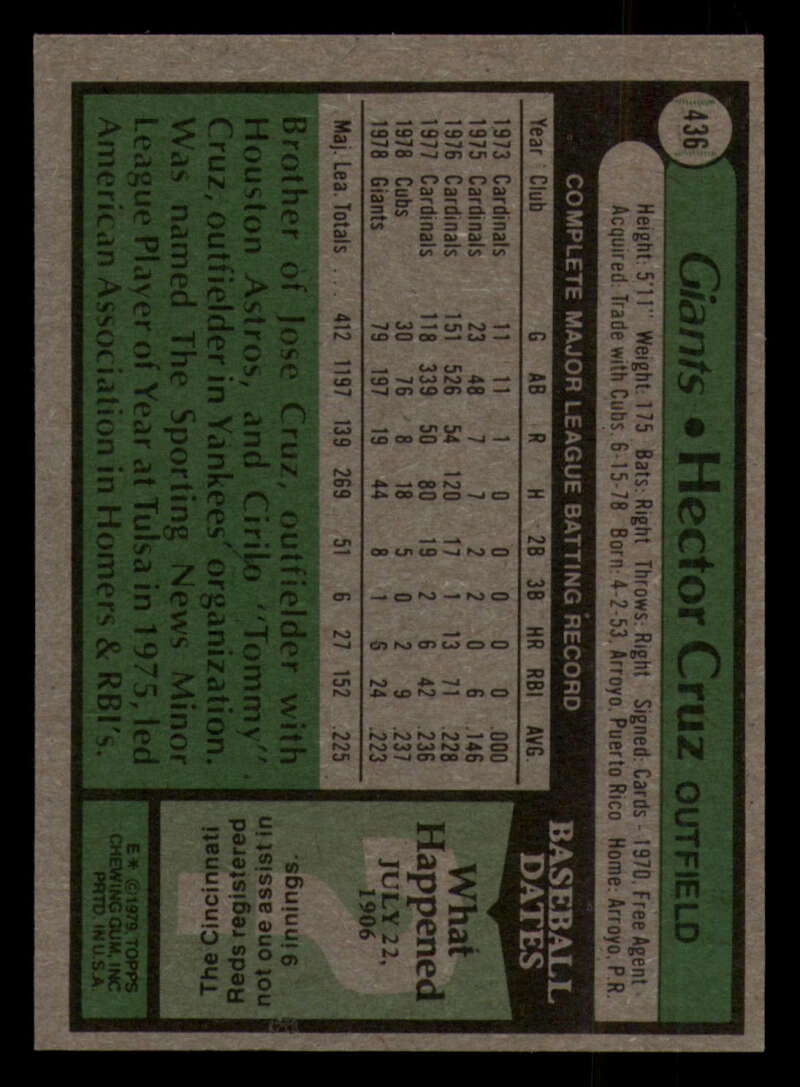 436
Giants • Hector Cruz OUTFIELD
Height: 5'11" Weight: 175 Bats: Right Throws: Right Signed: Cards - 1970, Free Agent -
Acquired: Trade with Cubs, 6-15-78 Born: 4-2-53, Arroyo, Puerto Rico Home: Arroyo, P.R.
COMPLETE MAJOR LEAGUE BATTING RECORD
Year Club G AB R H 2B 3B HR RBI AVG.
1973 Cardinals 11 11 1 0 0 0 0 0 .000
1975 Cardinals 23 48 7 7 2 2 0 6 .146
1976 Cardinals 151 526 54 120 17 1 13 71 .228
1977 Cardinals 118 339 50 80 19 2 6 42 .236
1978 Cubs 30 76 8 18 5 0 2 9 .237
1978 Giants 79 197 19 44 8 1 6 24 .223
Maj. Lea. Totals . . . 412 1197 139 269 51 6 27 152 .225
Brother of Jose Cruz, outfielder with
Houston Astros, and Cirilo "Tommy"
Cruz, outfielder in Yankees' organization.
Was named The Sporting News Minor
League Player of Year at Tulsa in 1975, led
American Association in Homers & RBI's.
BASEBALL
DATES
What
Happened
JULY 22,
1906
?
The Cincinnati
Reds registered
not one assist in
9 innings.
E* ©1979 TOPPS
CHEWING GUM, INC
PRTD. IN U.S.A.